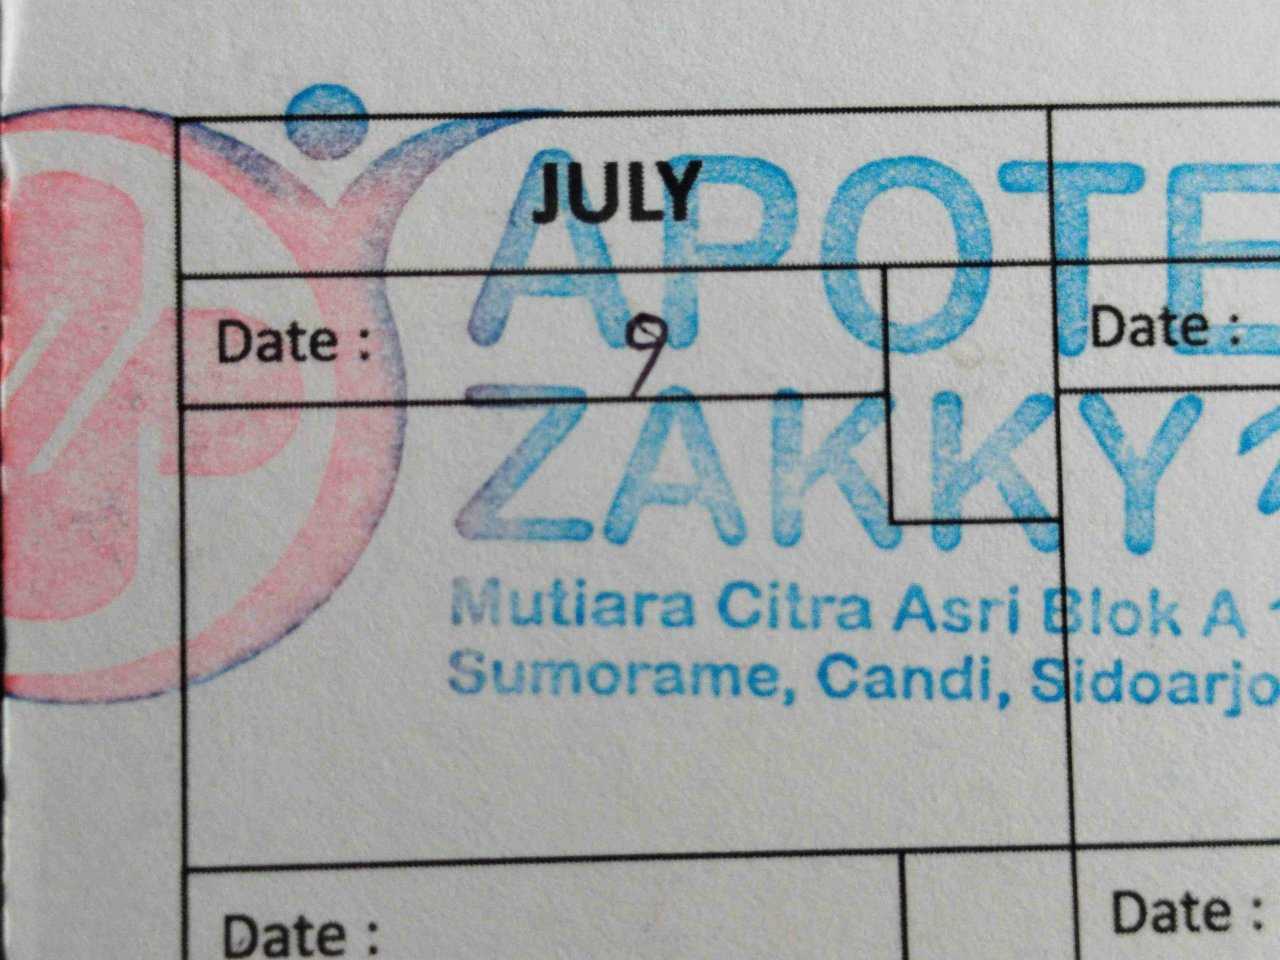 JULY
APOTE
Date : 9
Date :
ZAKKY
Mutiara Citra Asri Blok A
Sumorame, Candi, Sidoarjo
Date :
Date :